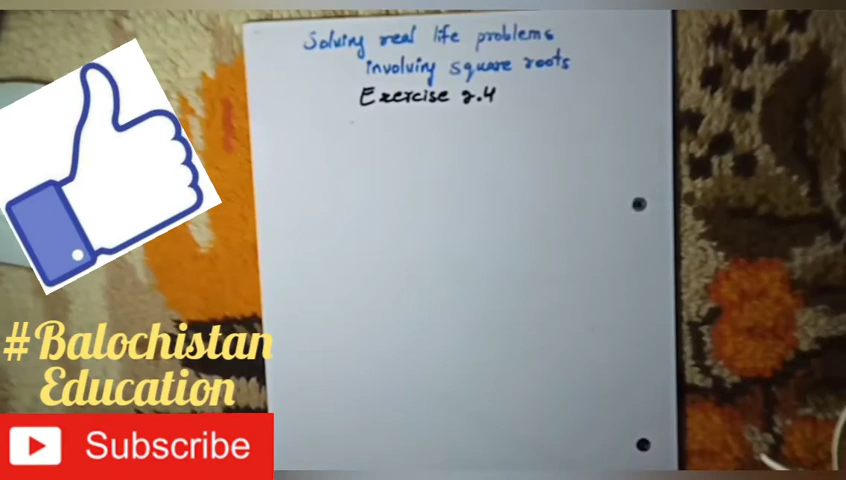 Solving real life problems
involving square roots
Exercise 2.4
#Balochistan
Education
Subscribe